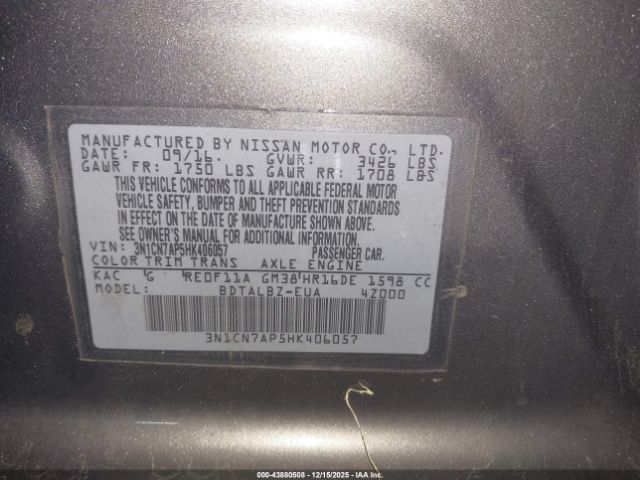 MANUFACTURED BY NISSAN MOTOR CO., LTD.
DATE: 09/16. GVWR: 3426 LBS
GAWR FR: 1750 LBS GAWR RR: 1708 LBS
THIS VEHICLE CONFORMS TO ALL APPLICABLE FEDERAL MOTOR
VEHICLE SAFETY, BUMPER AND THEFT PREVENTION STANDARDS
IN EFFECT ON THE DATE OF MANUFACTURE SHOWN ABOVE.
SEE OWNER'S MANUAL FOR ADDITIONAL INFORMATION.
VIN: 3N1CN7AP5HK406057 PASSENGER CAR.
COLOR TRIM TRANS AXLE ENGINE
KAC G RE0F11A GM38 HR16DE 1598 CC
MODEL: BDTALBZ-EUA 4Z000
3N1CN7AP5HK406057
000-43880508 - 12/15/2025 - IAAI.com